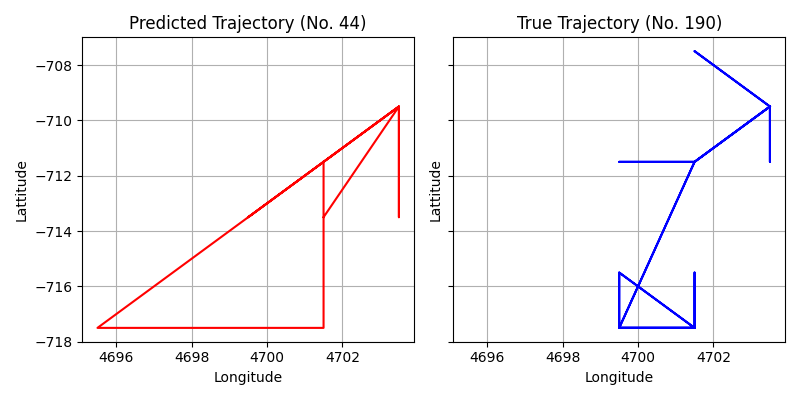 Predicted Trajectory (No. 44)
True Trajectory (No. 190)
−708
−710
−712
−714
−716
−718
Lattitude
Lattitude
4696 4698 4700 4702
4696 4698 4700 4702
Longitude
Longitude